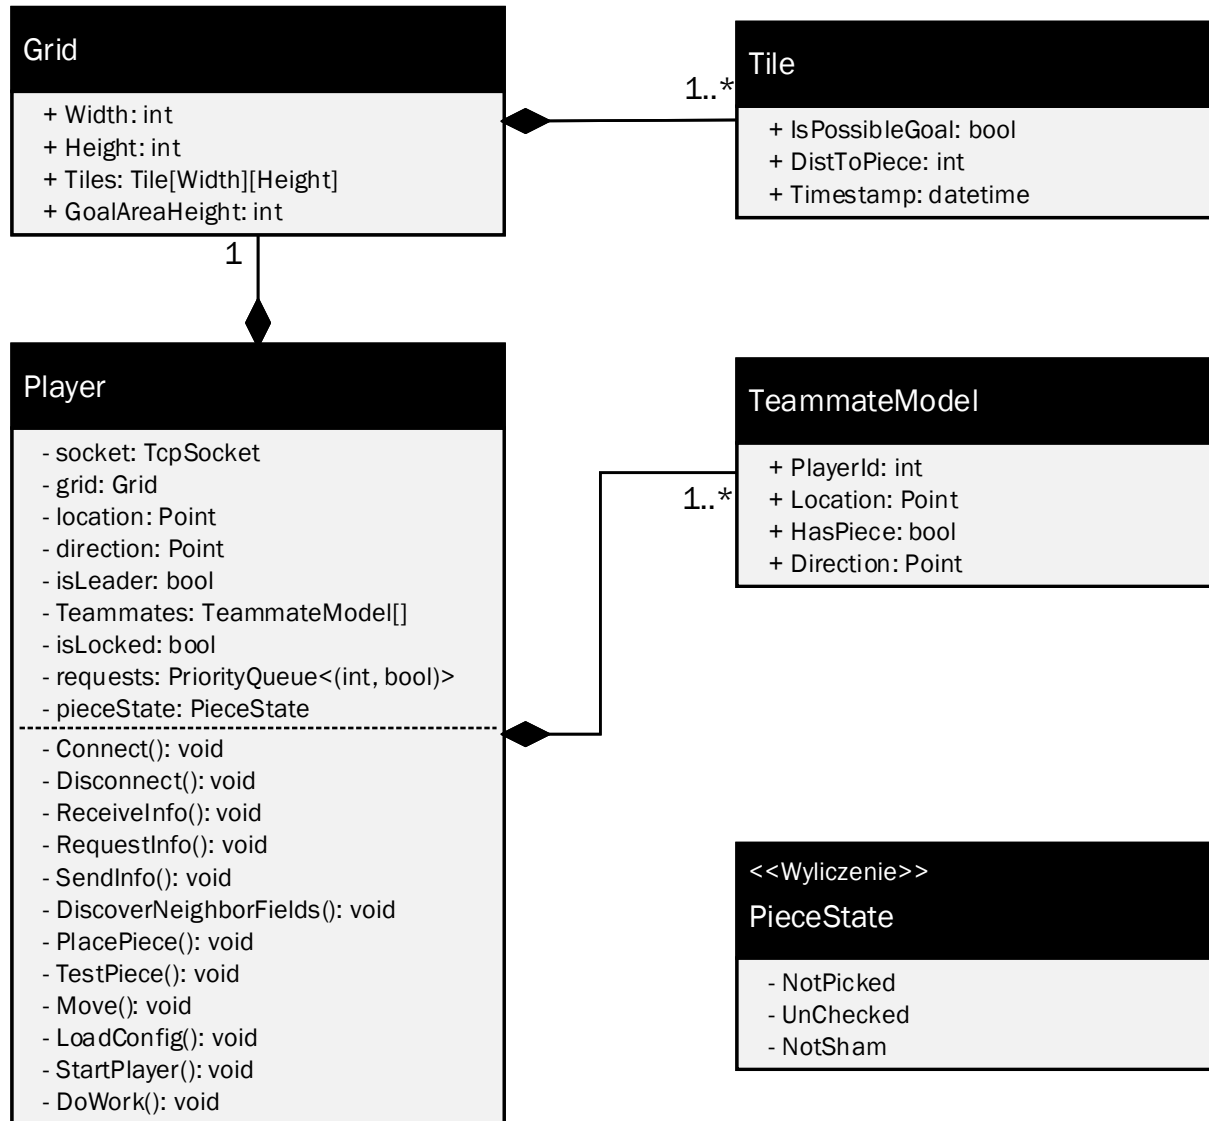 Grid
+ Width: int
+ Height: int
+ Tiles: Tile[Width][Height]
+ GoalAreaHeight: int
1..*
Tile
+ IsPossibleGoal: bool
+ DistToPiece: int
+ Timestamp: datetime
1
Player
- socket: TcpSocket
- grid: Grid
- location: Point
- direction: Point
- isLeader: bool
- Teammates: TeammateModel[]
- isLocked: bool
- requests: PriorityQueue<(int, bool)>
- pieceState: PieceState
- Connect(): void
- Disconnect(): void
- ReceiveInfo(): void
- RequestInfo(): void
- SendInfo(): void
- DiscoverNeighborFields(): void
- PlacePiece(): void
- TestPiece(): void
- Move(): void
- LoadConfig(): void
- StartPlayer(): void
- DoWork(): void
1..*
TeammateModel
+ PlayerId: int
+ Location: Point
+ HasPiece: bool
+ Direction: Point
<<Wyliczenie>>
PieceState
- NotPicked
- UnChecked
- NotSham